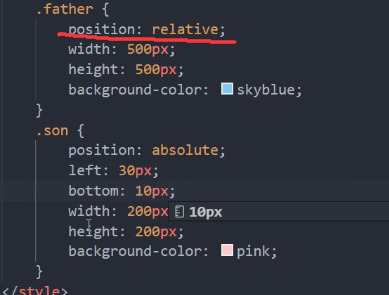 .father {
position: relative;
width: 500px;
height: 500px;
background-color: skyblue;
}
.son {
position: absolute;
left: 30px;
bottom: 10px;
width: 200px 10px
height: 200px;
background-color: pink;
}
</style>